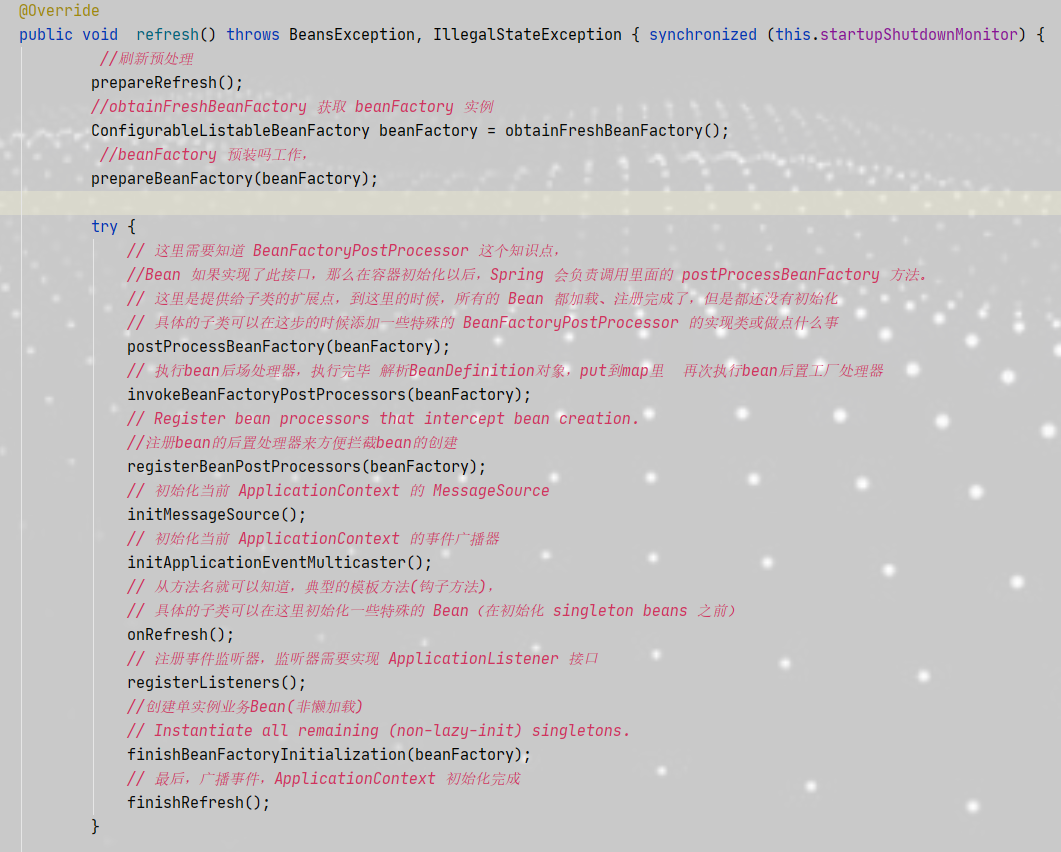 @Override
public void  refresh() throws BeansException, IllegalStateException { synchronized (this.startupShutdownMonitor) {
//刷新预处理
prepareRefresh();
//obtainFreshBeanFactory 获取 beanFactory 实例
ConfigurableListableBeanFactory beanFactory = obtainFreshBeanFactory();
//beanFactory 预装吗工作，
prepareBeanFactory(beanFactory);
try {
// 这里需要知道 BeanFactoryPostProcessor 这个知识点，
//Bean 如果实现了此接口，那么在容器初始化以后，Spring 会负责调用里面的 postProcessBeanFactory 方法.
// 这里是提供给子类的扩展点，到这里的时候，所有的 Bean 都加载、注册完成了，但是都还没有初始化
// 具体的子类可以在这步的时候添加一些特殊的 BeanFactoryPostProcessor 的实现类或做点什么事
postProcessBeanFactory(beanFactory);
// 执行bean后场处理器，执行完毕 解析BeanDefinition对象，put到map里  再次执行bean后置工厂处理器
invokeBeanFactoryPostProcessors(beanFactory);
// Register bean processors that intercept bean creation.
//注册bean的后置处理器来方便拦截bean的创建
registerBeanPostProcessors(beanFactory);
// 初始化当前 ApplicationContext 的 MessageSource
initMessageSource();
// 初始化当前 ApplicationContext 的事件广播器
initApplicationEventMulticaster();
// 从方法名就可以知道，典型的模板方法(钩子方法)，
// 具体的子类可以在这里初始化一些特殊的 Bean（在初始化 singleton beans 之前）
onRefresh();
// 注册事件监听器，监听器需要实现 ApplicationListener 接口
registerListeners();
//创建单实例业务Bean(非懒加载)
// Instantiate all remaining (non-lazy-init) singletons.
finishBeanFactoryInitialization(beanFactory);
// 最后，广播事件，ApplicationContext 初始化完成
finishRefresh();
}